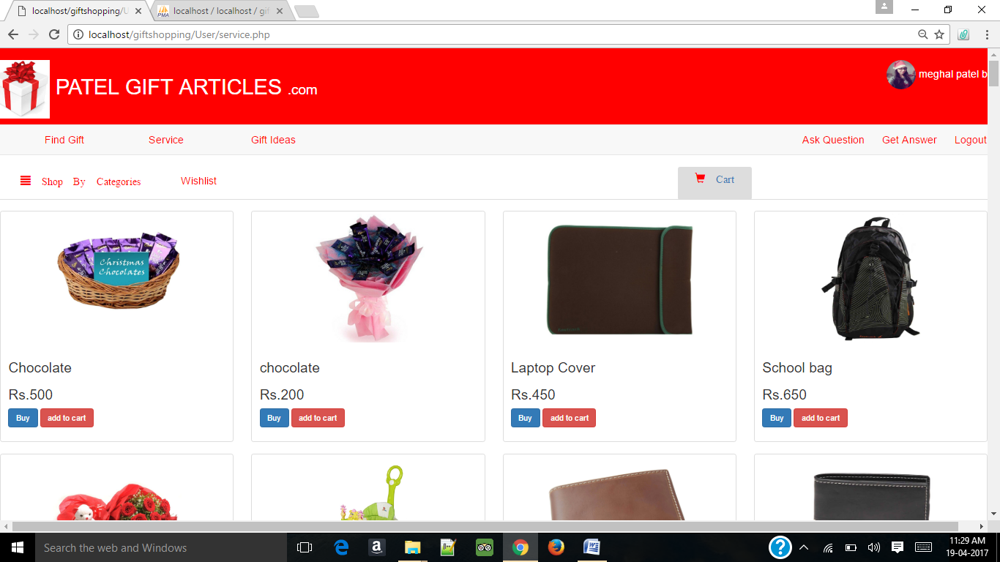 localhost/giftshopping/U
localhost / localhost / gif
PMA
localhost/giftshopping/User/service.php
PATEL GIFT ARTICLES .com
meghal patel b
Find Gift
Service
Gift Ideas
Ask Question
Get Answer
Logout
Shop By Categories
Wishlist
Cart
Christmas
Chocolates
Chocolate
Rs.500
Buy
add to cart
chocolate
Rs.200
Buy
add to cart
Laptop Cover
Rs.450
Buy
add to cart
School bag
Rs.650
Buy
add to cart
Search the web and Windows
11:29 AM
19-04-2017